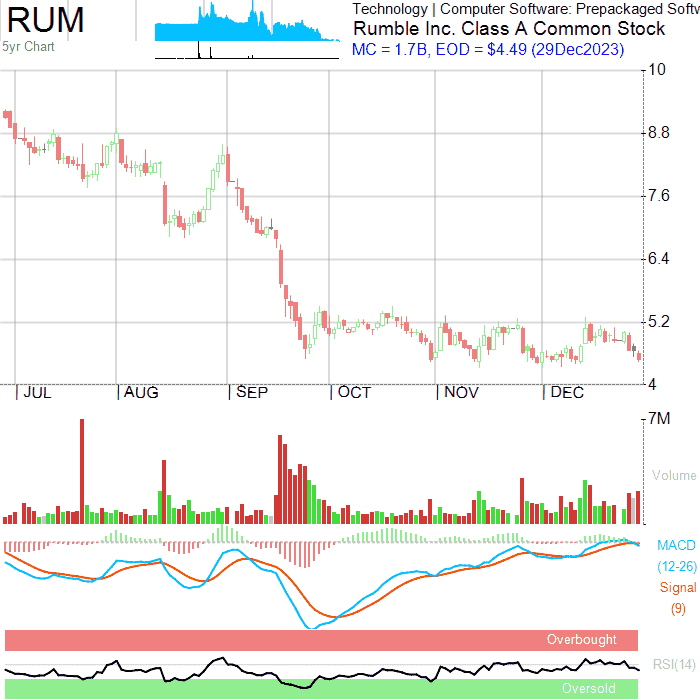 RUM
5yr Chart
Technology | Computer Software: Prepackaged Softw
Rumble Inc. Class A Common Stock
MC = 1.7B, EOD = $4.49 (29Dec2023)
10
8.8
7.6
6.4
5.2
4
JUL AUG SEP OCT NOV DEC
7M
Volume
MACD
(12-26)
Signal
(9)
Overbought
RSI(14)
Oversold